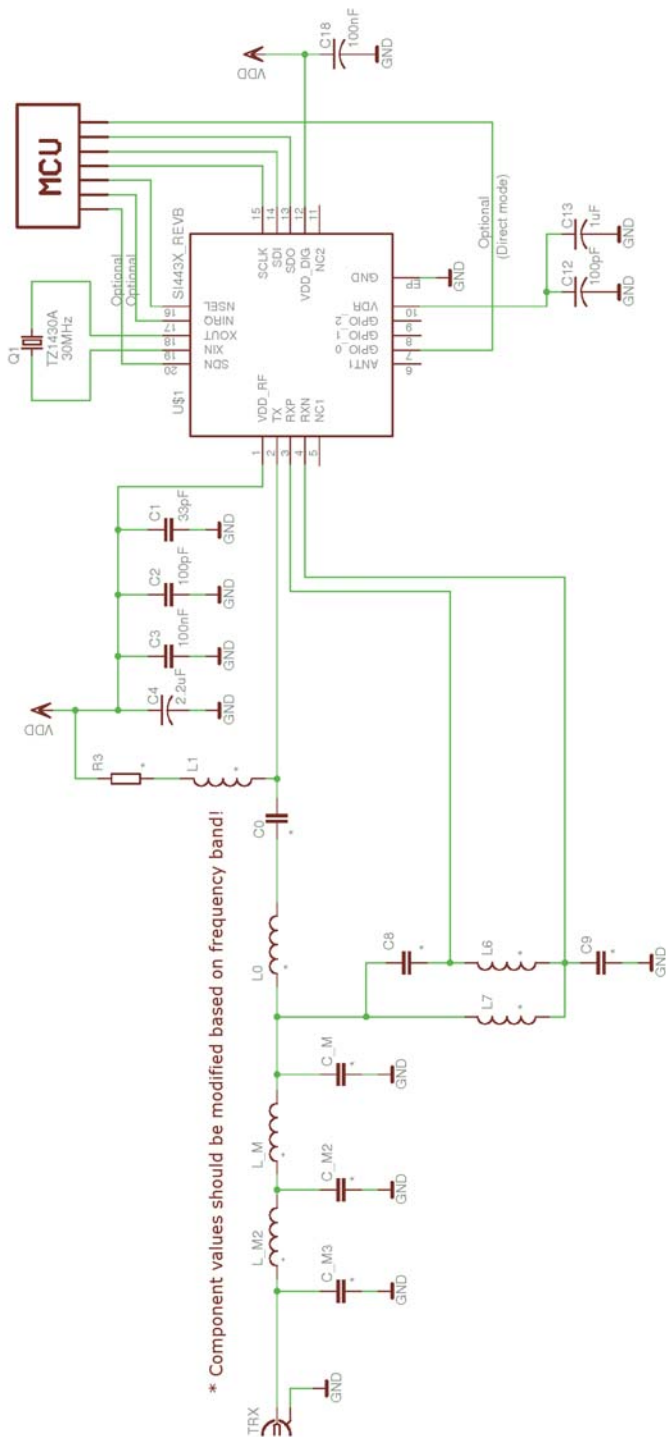 MCU
Q1
TZ1430A
30MHz
VDD
C18
100nF
GND
Optional
Optional
SI443X_REVB
U$1
20
19
18
17
16
SDN
XIN
XOUT
NIRQ
NSEL
15
14
13
12
11
SCLK
SDI
SDO
VDD_DIG
NC2
1
2
3
4
5
VDD_RF
TX
RXP
RXN
NC1
6
7
8
9
10
EP
ANT1
GPIO_0
GPIO_1
GPIO_2
VDR
GND
GND
Optional
(Direct mode)
C12
100pF
GND
C13
1uF
GND
VDD
C4
2.2uF
GND
C3
100nF
GND
C2
100pF
GND
C1
33pF
GND
R3
*
L1
*
C0
*
* Component values should be modified based on frequency band!
L0
*
C8
*
L6
*
L7
*
C9
*
GND
C_M
*
GND
L_M
*
C_M2
*
GND
L_M2
*
C_M3
*
GND
TRX
GND